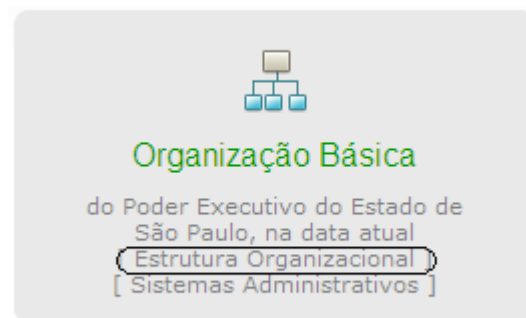 Organização Básica
do Poder Executivo do Estado de
São Paulo, na data atual
[ Estrutura Organizacional ]
[ Sistemas Administrativos ]